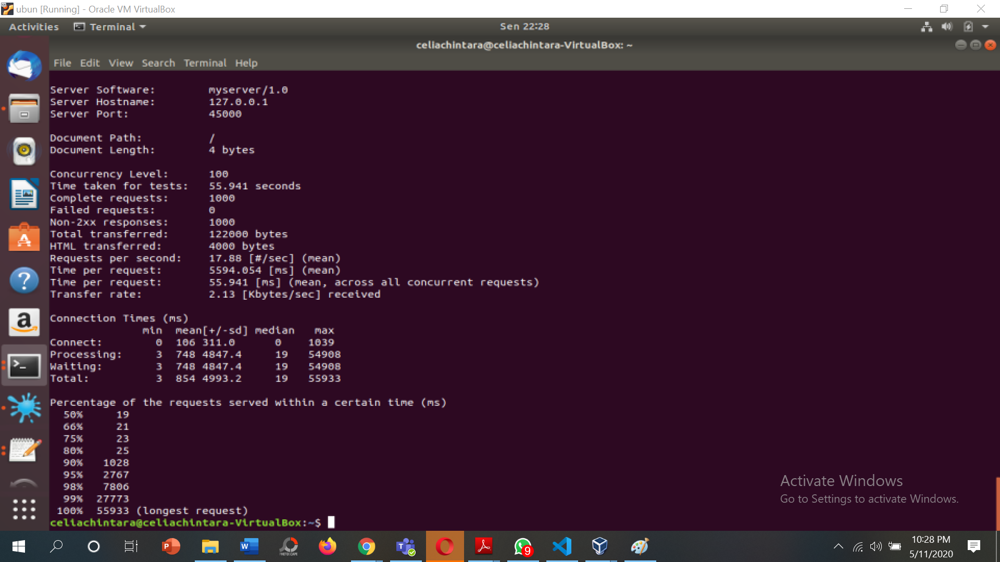 ubun [Running] - Oracle VM VirtualBox
Activities Terminal Sen 22:28
celiachintara@celiachintara-VirtualBox: ~
File Edit View Search Terminal Help
Server Software: myserver/1.0
Server Hostname: 127.0.0.1
Server Port: 45000
Document Path: /
Document Length: 4 bytes
Concurrency Level: 100
Time taken for tests: 55.941 seconds
Complete requests: 1000
Failed requests: 0
Non-2xx responses: 1000
Total transferred: 122000 bytes
HTML transferred: 4000 bytes
Requests per second: 17.88 [#/sec] (mean)
Time per request: 5594.054 [ms] (mean)
Time per request: 55.941 [ms] (mean, across all concurrent requests)
Transfer rate: 2.13 [Kbytes/sec] received
Connection Times (ms)
min mean[+/-sd] median max
Connect: 0 106 311.0 0 1039
Processing: 3 748 4847.4 19 54908
Waiting: 3 748 4847.4 19 54908
Total: 3 854 4993.2 19 55933
Percentage of the requests served within a certain time (ms)
50% 19
66% 21
75% 23
80% 25
90% 1028
95% 2767
98% 7806
99% 27773
100% 55933 (longest request)
celiachintara@celiachintara-VirtualBox:~$
Activate Windows
Go to Settings to activate Windows.
PHOTOSCAPE
9
10:28 PM
5/11/2020